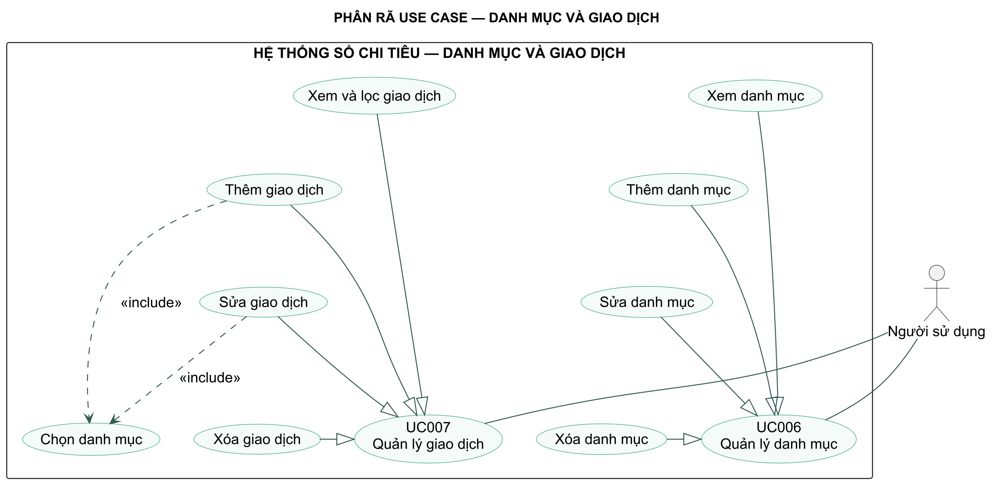 PHÂN RÃ USE CASE — DANH MỤC VÀ GIAO DỊCH
HỆ THỐNG SỔ CHI TIÊU — DANH MỤC VÀ GIAO DỊCH
Xem và lọc giao dịch
Xem danh mục
Thêm giao dịch
Thêm danh mục
«include»
Sửa giao dịch
Sửa danh mục
Người sử dụng
«include»
Chọn danh mục
Xóa giao dịch
UC007
Quản lý giao dịch
Xóa danh mục
UC006
Quản lý danh mục